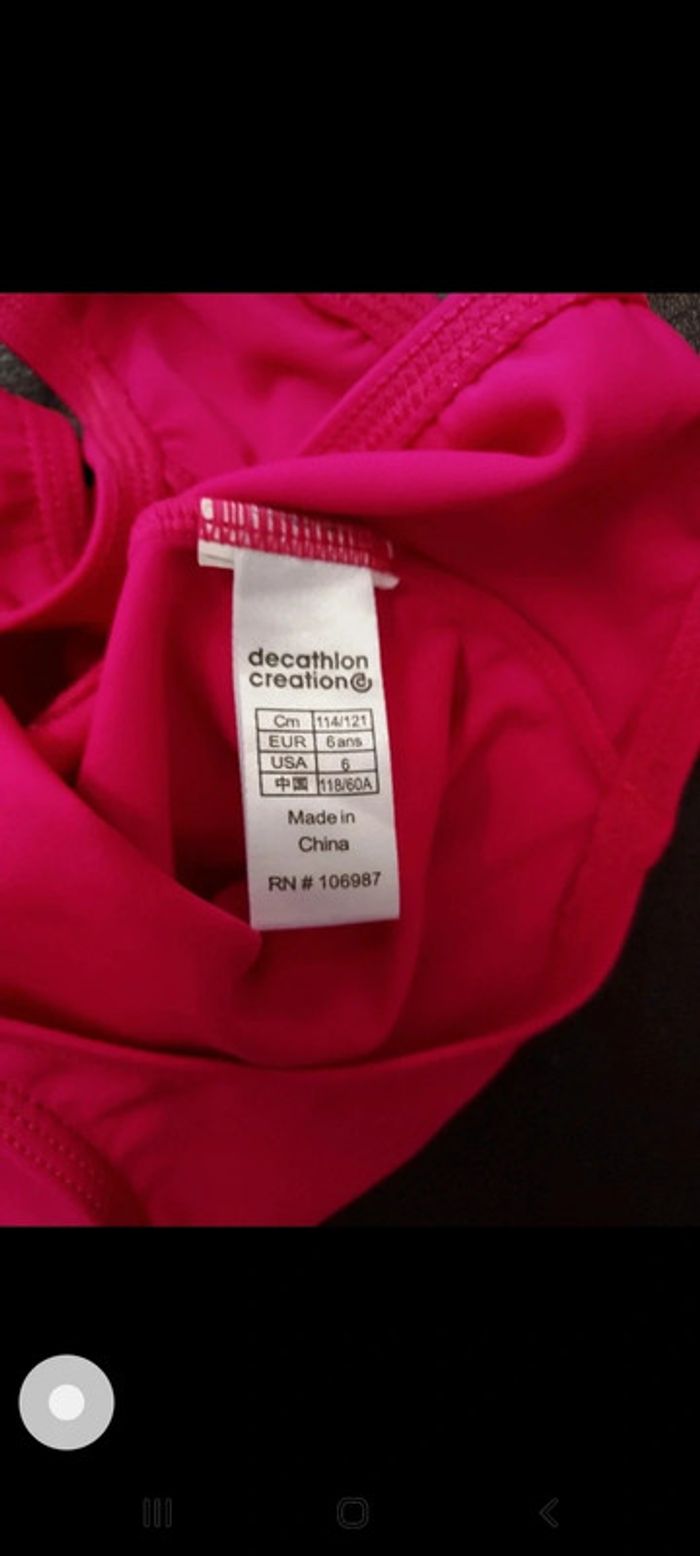 decathlon
creation
Cm 114/121
EUR 6ans
USA 6
中国 118/60A
Made in
China
RN # 106987